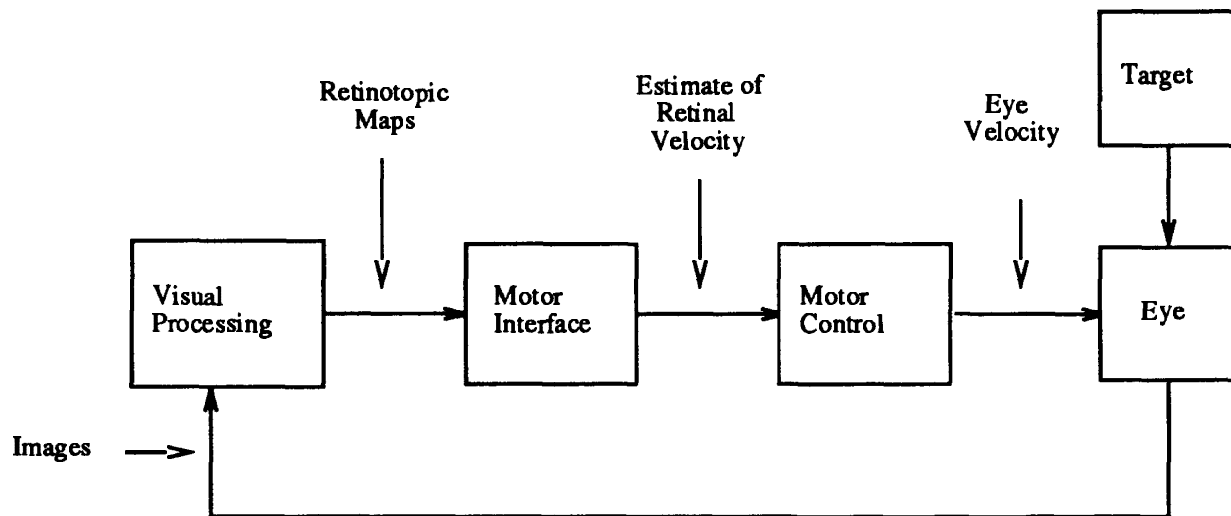 Target
Retinotopic
Maps
Estimate of
Retinal
Velocity
Eye
Velocity
Visual
Processing
Motor
Interface
Motor
Control
Eye
Images